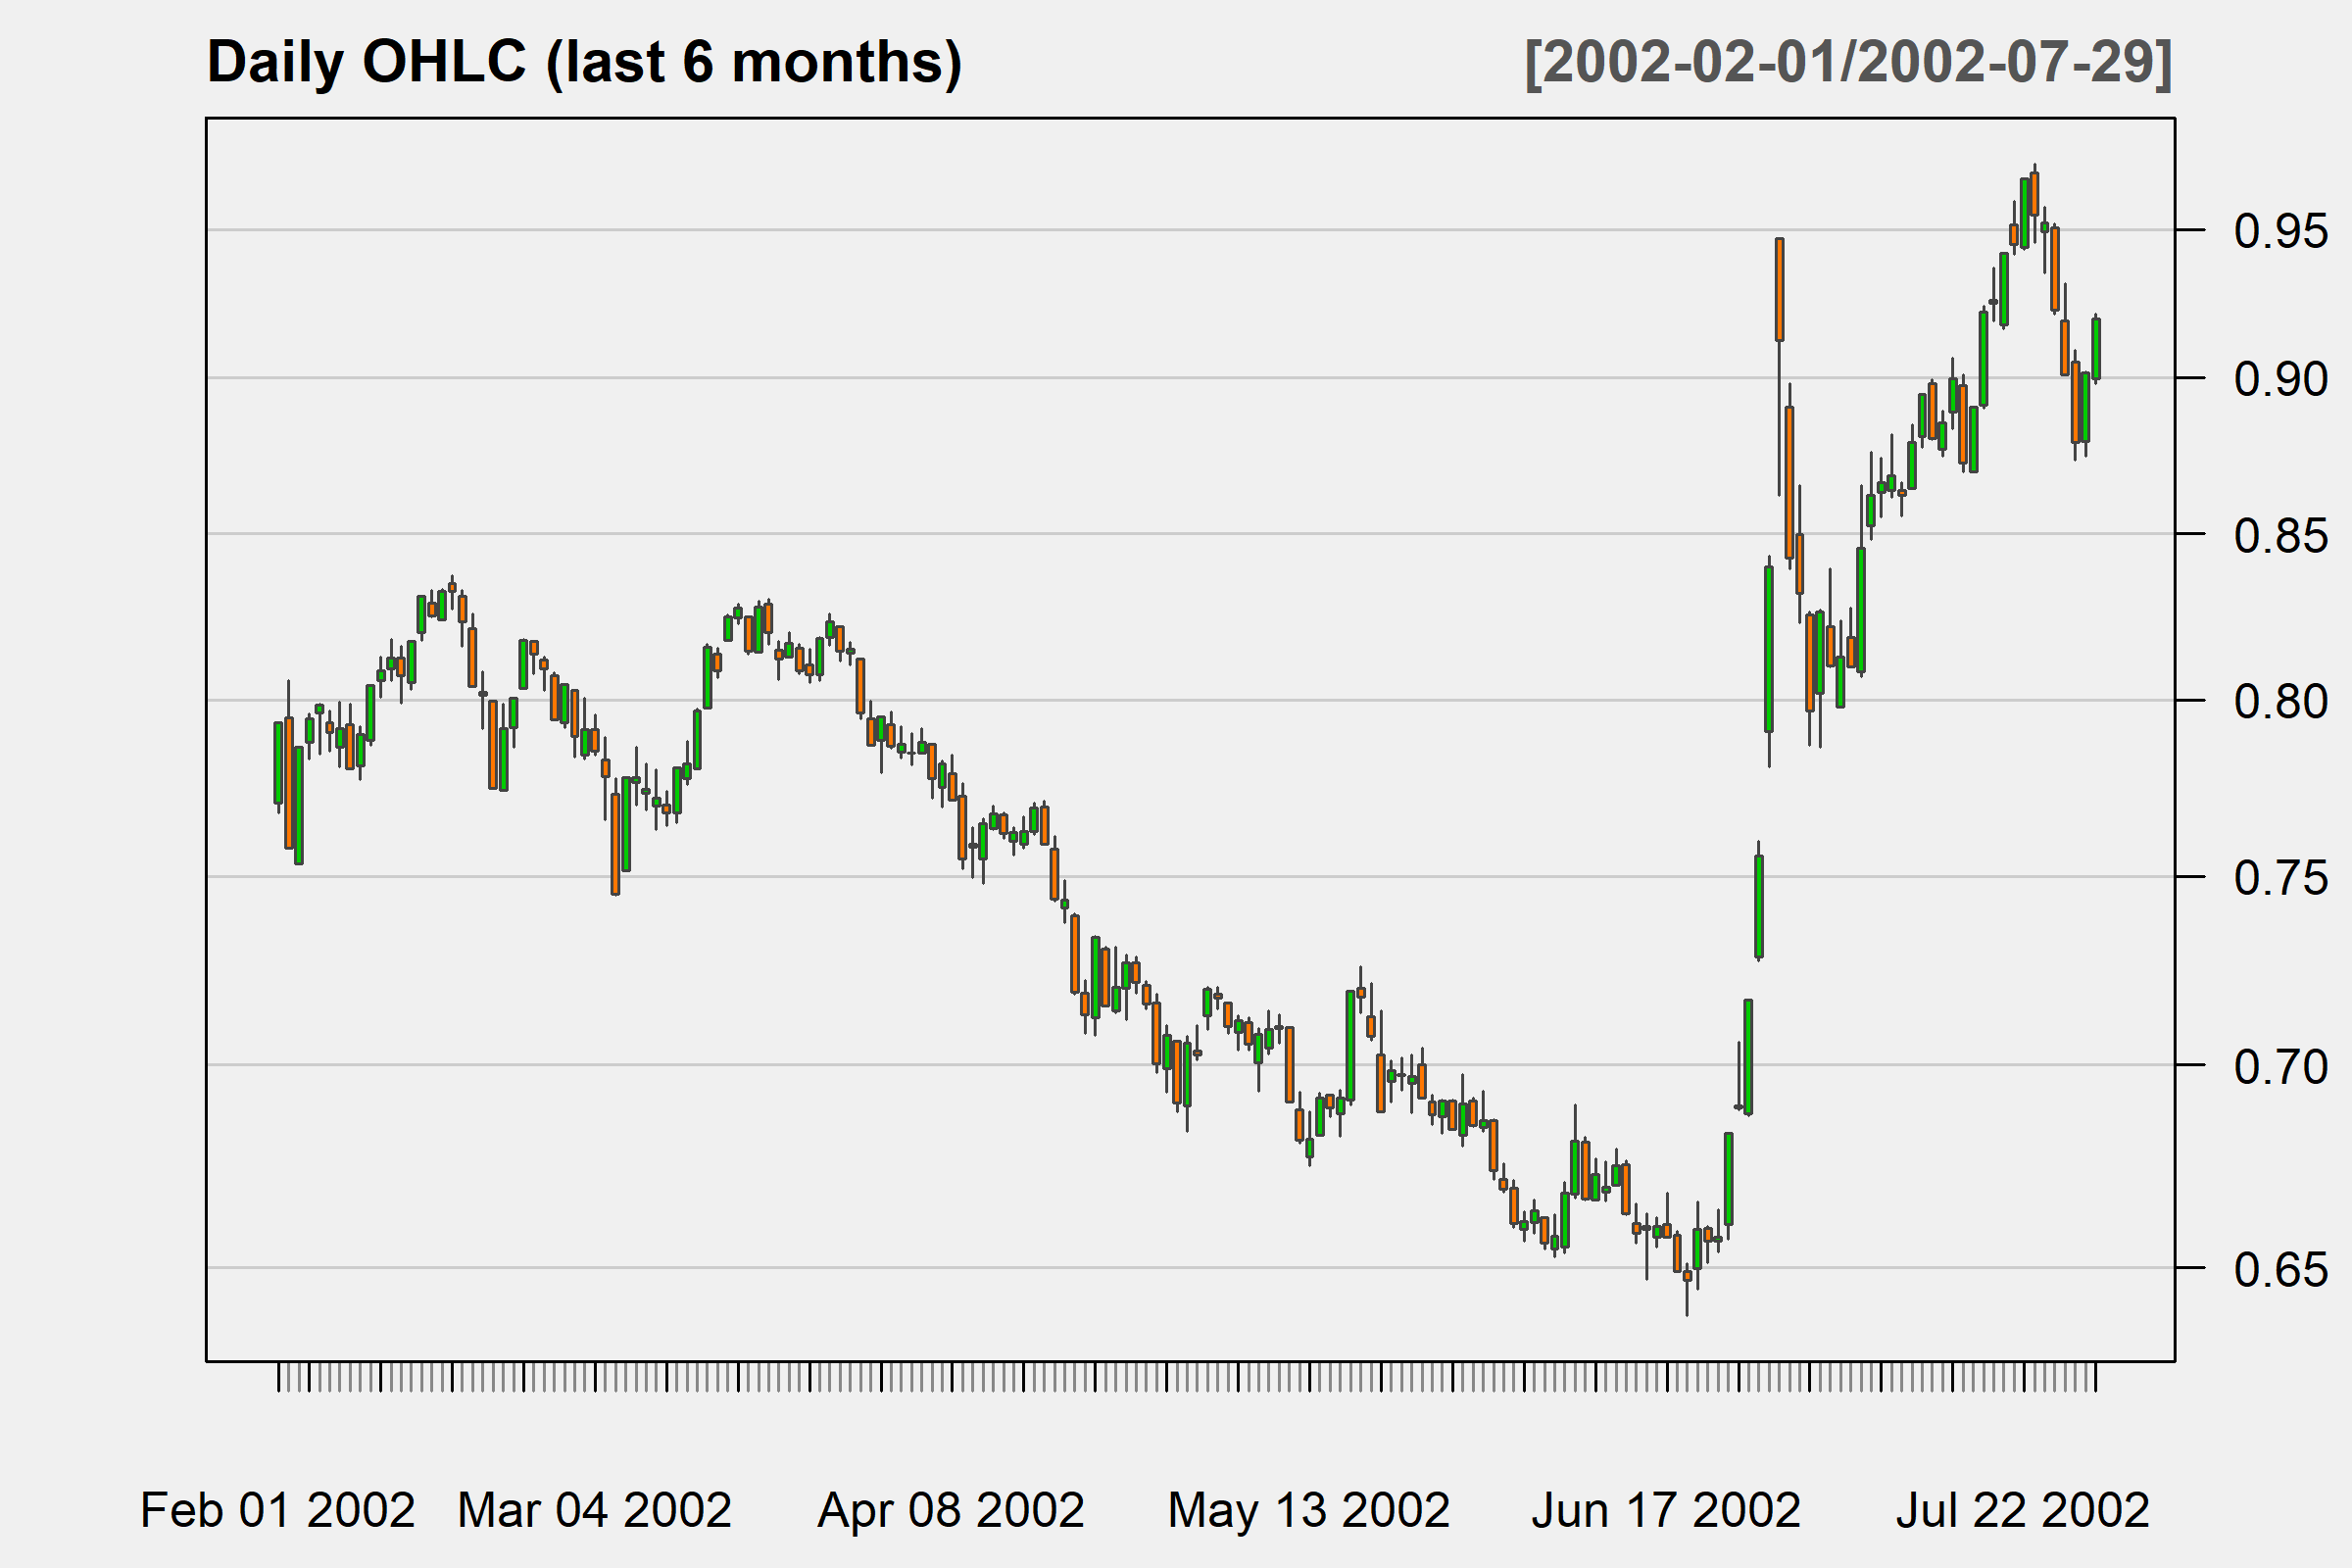 Daily OHLC (last 6 months)
[2002-02-01/2002-07-29]
0.95
0.90
0.85
0.80
0.75
0.70
0.65
Feb 01 2002
Mar 04 2002
Apr 08 2002
May 13 2002
Jun 17 2002
Jul 22 2002